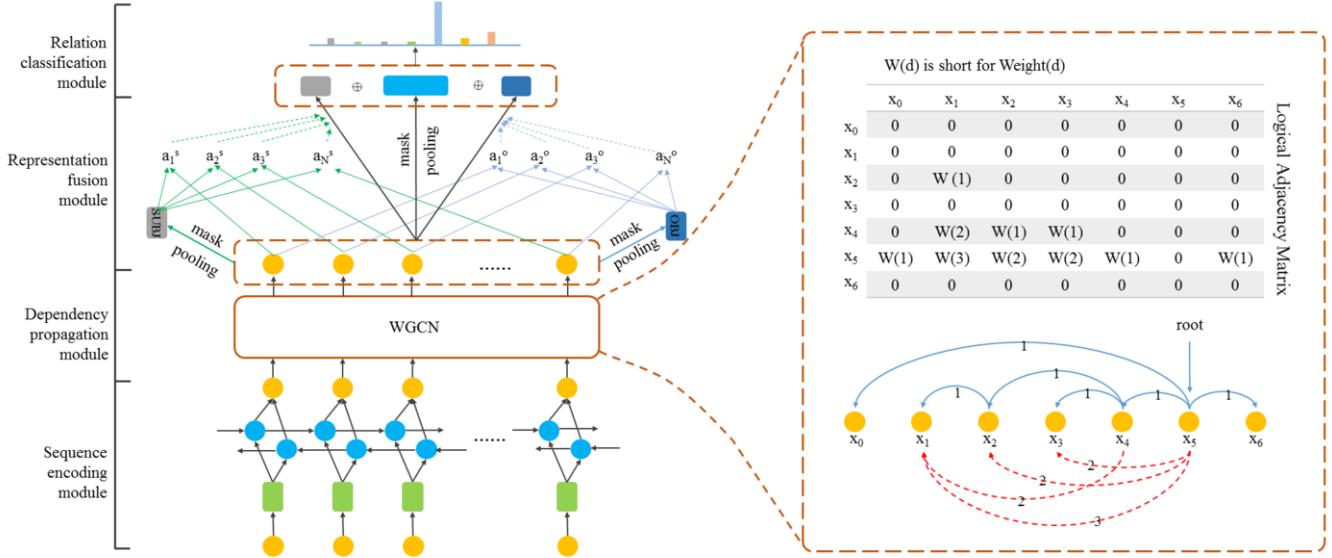 Relation
classification
module
Representation
fusion
module
Dependency
propagation
module
Sequence
encoding
module
⊕ ⊕
mask
pooling
a₁ˢ a₂ˢ a₃ˢ a_Nˢ a₁ᵒ a₂ᵒ a₃ᵒ a_Nᵒ
SUBJ
OBJ
mask
pooling
mask
pooling
......
WGCN
......
W(d) is short for Weight(d)
x₀ x₁ x₂ x₃ x₄ x₅ x₆
x₀ 0 0 0 0 0 0 0
x₁ 0 0 0 0 0 0 0
x₂ 0 W (1) 0 0 0 0 0
x₃ 0 0 0 0 0 0 0
x₄ 0 W(2) W(1) W(1) 0 0 0
x₅ W(1) W(3) W(2) W(2) W(1) 0 W(1)
x₆ 0 0 0 0 0 0 0
Logical Adjacency Matrix
root
1
1
1 1 1 1
x₀ x₁ x₂ x₃ x₄ x₅ x₆
2
2
2
3